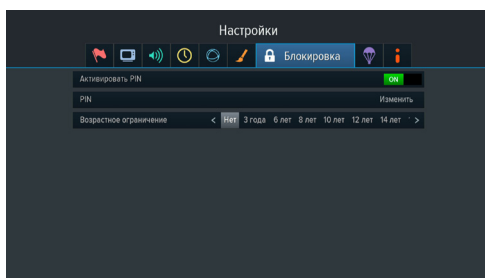 Настройки
Блокировка
Активировать PIN ON
PIN Изменить
Возрастное ограничение < Нет 3 года 6 лет 8 лет 10 лет 12 лет 14 лет >